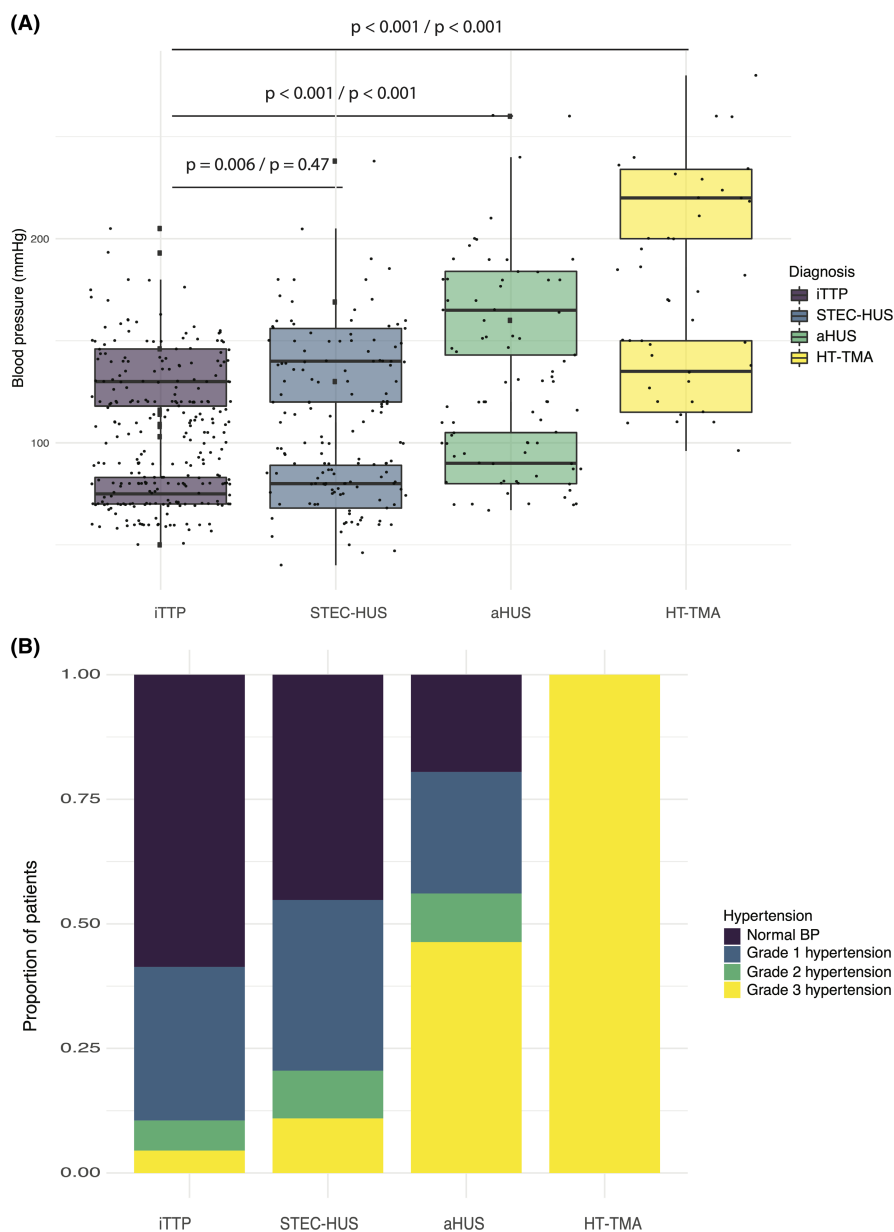 (A)
p < 0.001 / p < 0.001
p < 0.001 / p < 0.001
p = 0.006 / p = 0.47
Blood pressure (mmHg)
200
100
Diagnosis
iTTP
STEC-HUS
aHUS
HT-TMA
iTTP
STEC-HUS
aHUS
HT-TMA
(B)
Proportion of patients
1.00
0.75
0.50
0.25
0.00
Hypertension
Normal BP
Grade 1 hypertension
Grade 2 hypertension
Grade 3 hypertension
iTTP
STEC-HUS
aHUS
HT-TMA